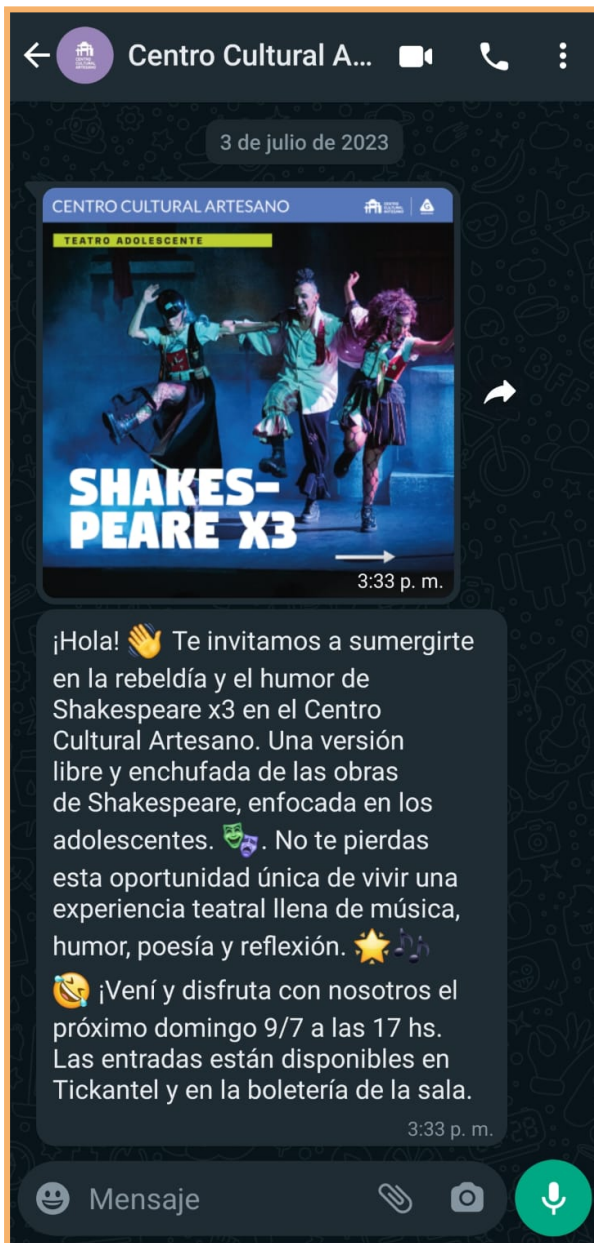 Centro Cultural A...
3 de julio de 2023
CENTRO CULTURAL ARTESANO
TEATRO ADOLESCENTE
SHAKES-
PEARE X3
3:33 p. m.
¡Hola! 👋 Te invitamos a sumergirte
en la rebeldía y el humor de
Shakespeare x3 en el Centro
Cultural Artesano. Una versión
libre y enchufada de las obras
de Shakespeare, enfocada en los
adolescentes. 🎭. No te pierdas
esta oportunidad única de vivir una
experiencia teatral llena de música,
humor, poesía y reflexión. 🌟🎶
🤣 ¡Vení y disfruta con nosotros el
próximo domingo 9/7 a las 17 hs.
Las entradas están disponibles en
Tickantel y en la boletería de la sala.
3:33 p. m.
Mensaje